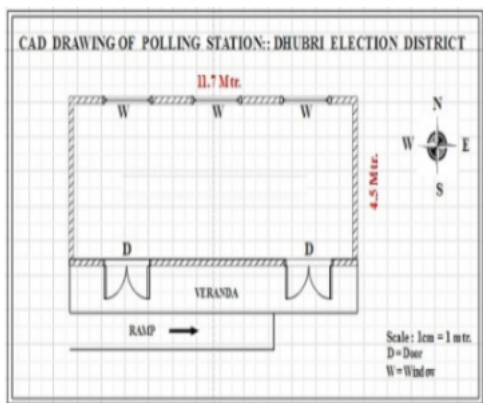 CAD DRAWING OF POLLING STATION:: DHUBRI ELECTION DISTRICT
11.7 Mtr.
W W W
N
W E
S
4.5 Mtr.
D D
VERANDA
RAMP
Scale: 1cm = 1 mtr.
D=Door
W=Window